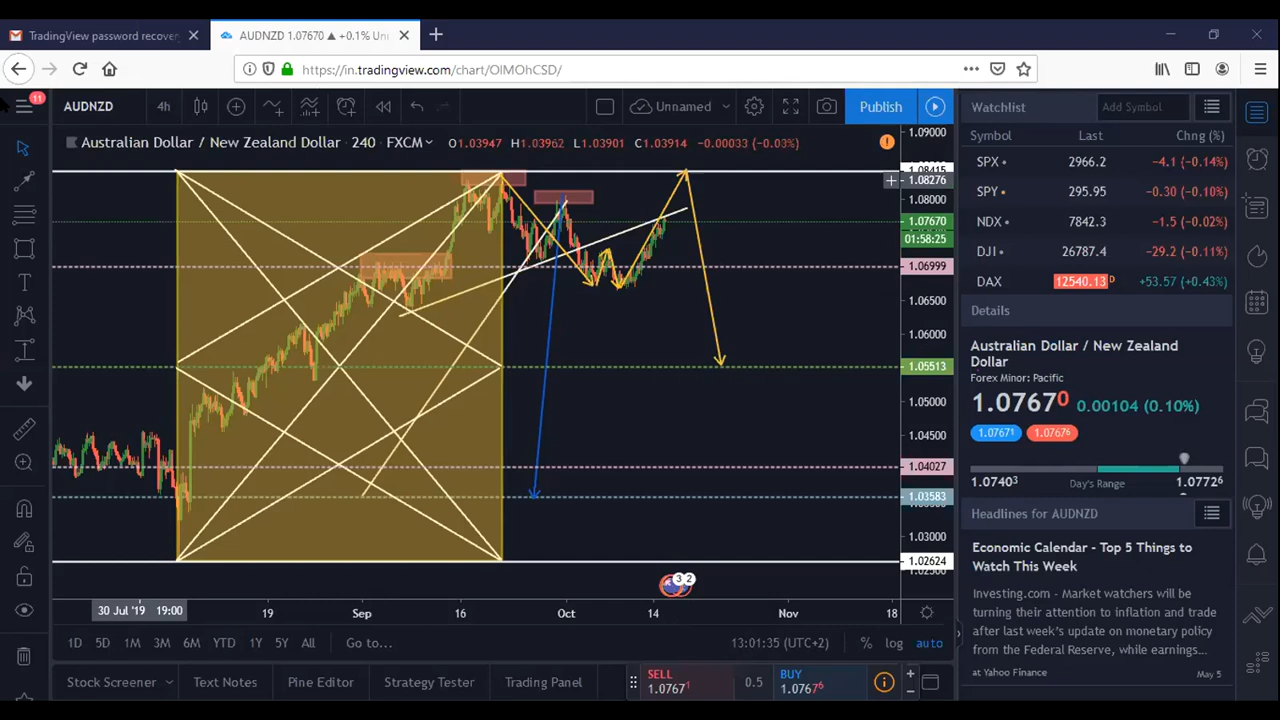 TradingView password recovery
AUDNZD 1.07670 ▲ +0.1% Un
https://in.tradingview.com/chart/OIMOhCSD/
11
AUDNZD 4h Unnamed Publish
Australian Dollar / New Zealand Dollar · 240 · FXCM O1.03947 H1.03962 L1.03901 C1.03914 -0.00033 (-0.03%)
1.09000
1.08415
1.08276
1.08000
1.07670
01:58:25
1.06999
1.06500
1.06000
1.05513
1.05000
1.04500
1.04027
1.03583
1.03000
1.02624
3 2
30 Jul '19 19:00 19 Sep 16 Oct 14 Nov 18
1D 5D 1M 3M 6M YTD 1Y 5Y All Go to... 13:01:35 (UTC+2) % log auto
Stock Screener Text Notes Pine Editor Strategy Tester Trading Panel
SELL
1.07671
0.5
BUY
1.07676
Watchlist Add Symbol
Symbol Last Chng (%)
SPX 2966.2 -4.1 (-0.14%)
SPY 295.95 -0.30 (-0.10%)
NDX 7842.3 -1.5 (-0.02%)
DJI 26787.4 -29.2 (-0.11%)
DAX 12540.13 D +53.57 (+0.43%)
Details
Australian Dollar / New Zealand
Dollar
Forex Minor: Pacific
1.07670 0.00104 (0.10%)
1.07671 1.07676
1.07403 Day's Range 1.07726
Headlines for AUDNZD
Economic Calendar - Top 5 Things to
Watch This Week
Investing.com - Market watchers will be
turning their attention to inflation and trade
after last week's update on monetary policy
from the Federal Reserve, while earnings...
at Yahoo Finance May 5